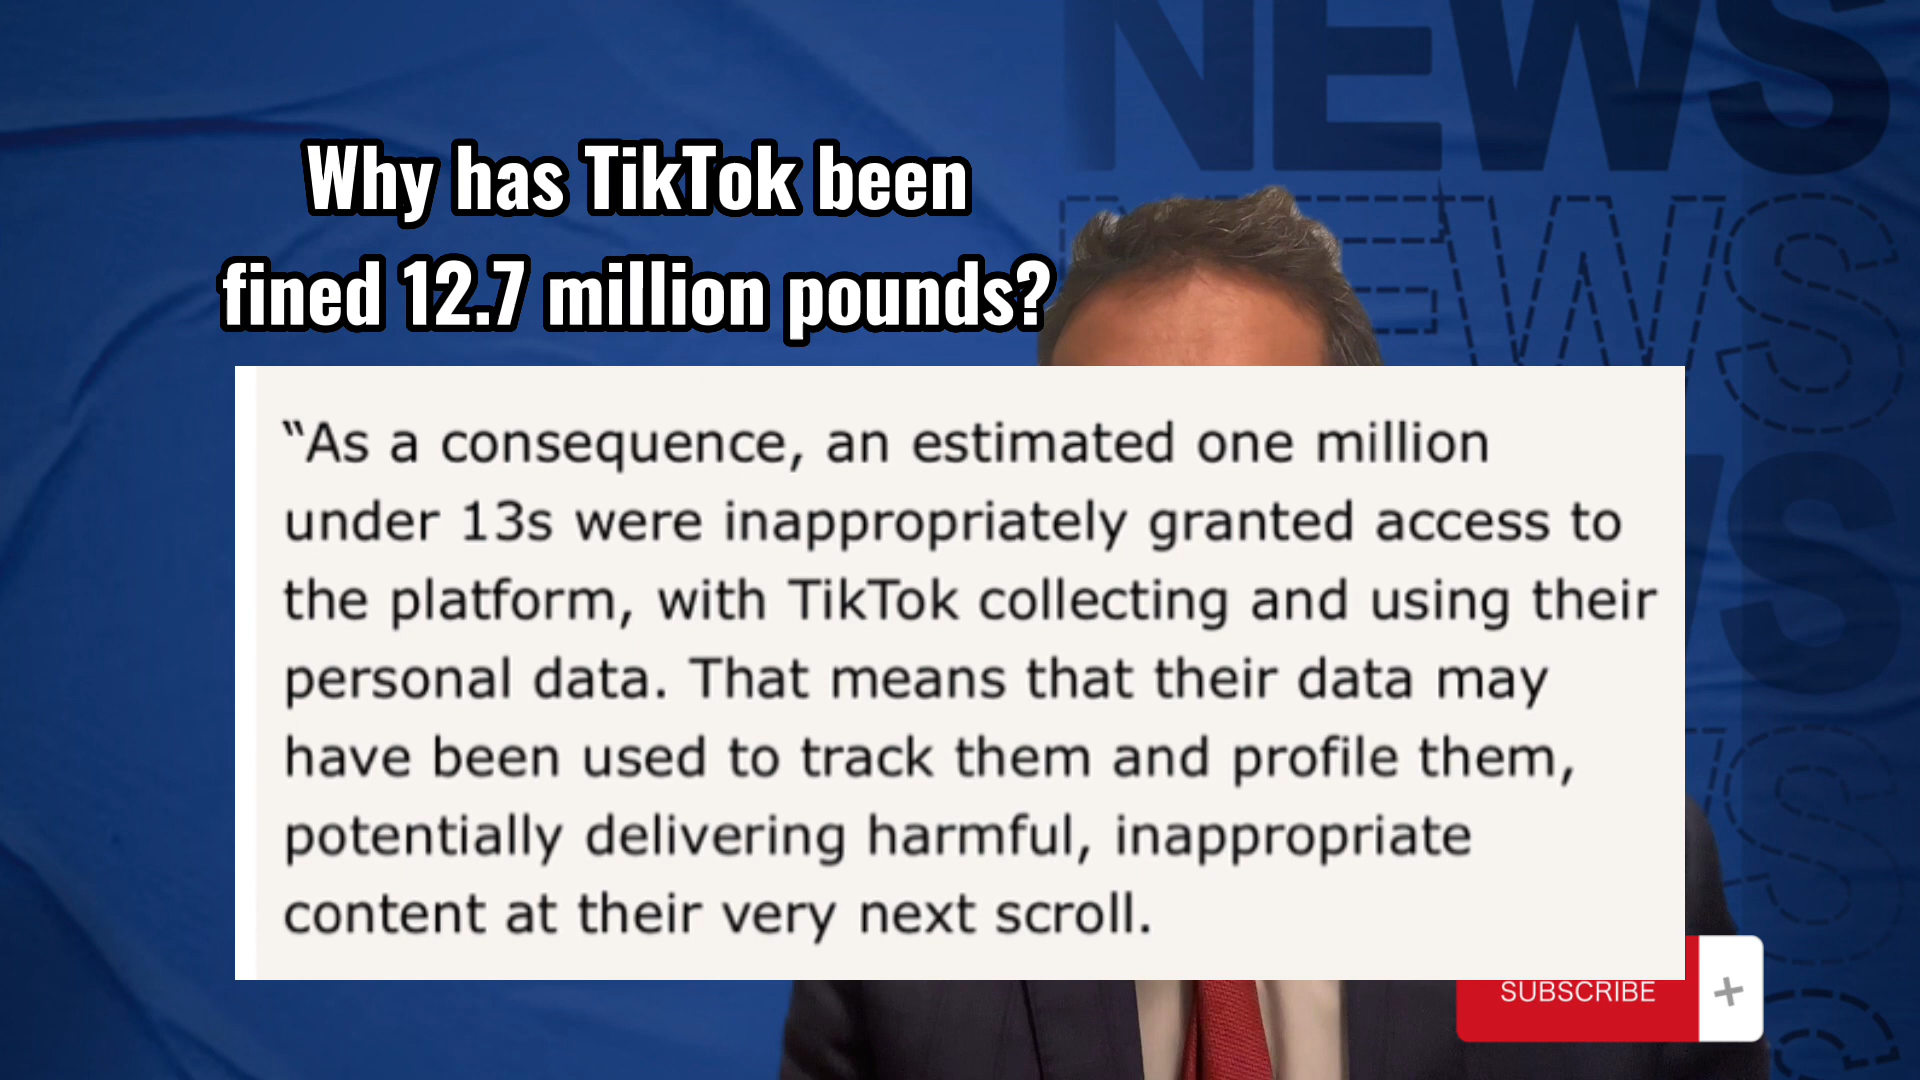 NEWS
NEWS
Why has TikTok been
fined 12.7 million pounds?
“As a consequence, an estimated one million
under 13s were inappropriately granted access to
the platform, with TikTok collecting and using their
personal data. That means that their data may
have been used to track them and profile them,
potentially delivering harmful, inappropriate
content at their very next scroll.
WS
WS
SUBSCRIBE +
S